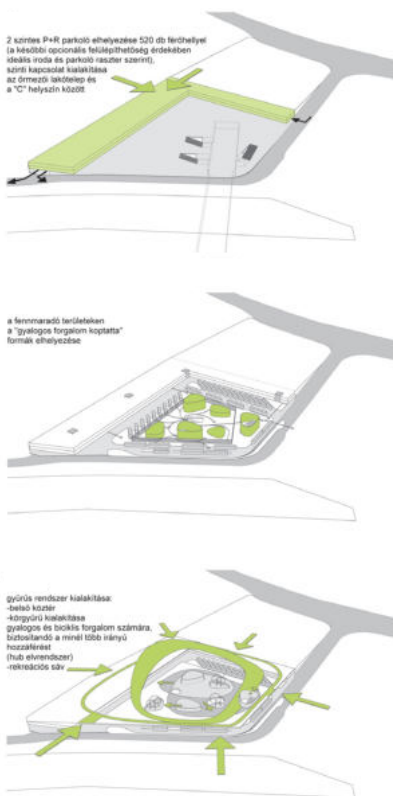 2 szintes P+R parkoló elhelyezése 520 db férőhellyel
(a későbbi opcionális felülépíthetőség érdekében
ideális iroda és parkoló raszter szerint),
szinti kapcsolat kialakítása
az őrmezői lakótelep és
a "C" helyszín között
a fennmaradó területeken
a "gyalogos forgalom koptatta"
formák elhelyezése
gyűrűs rendszer kialakítása:
-belső köztér
-körgyűrű kialakítása
gyalogos és biciklis forgalom számára,
biztosítandó a minél több irányú
hozzáférést
(hub elvrendszer)
-rekreációs sáv